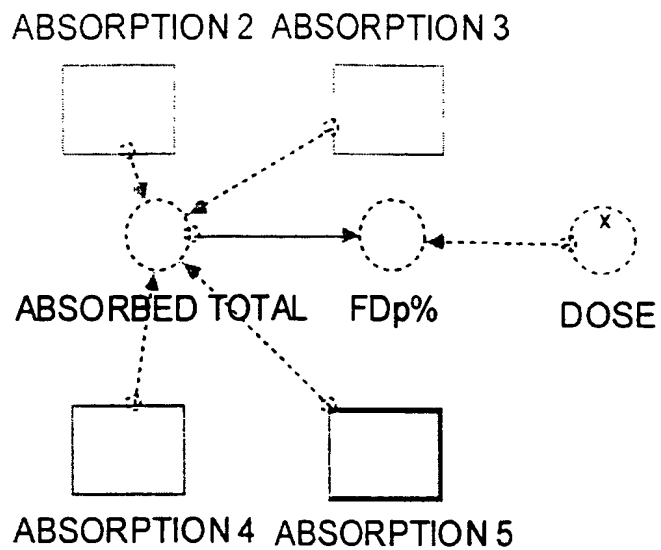 ABSORPTION 2 ABSORPTION 3
x
ABSORBED TOTAL FDp% DOSE
ABSORPTION 4 ABSORPTION 5